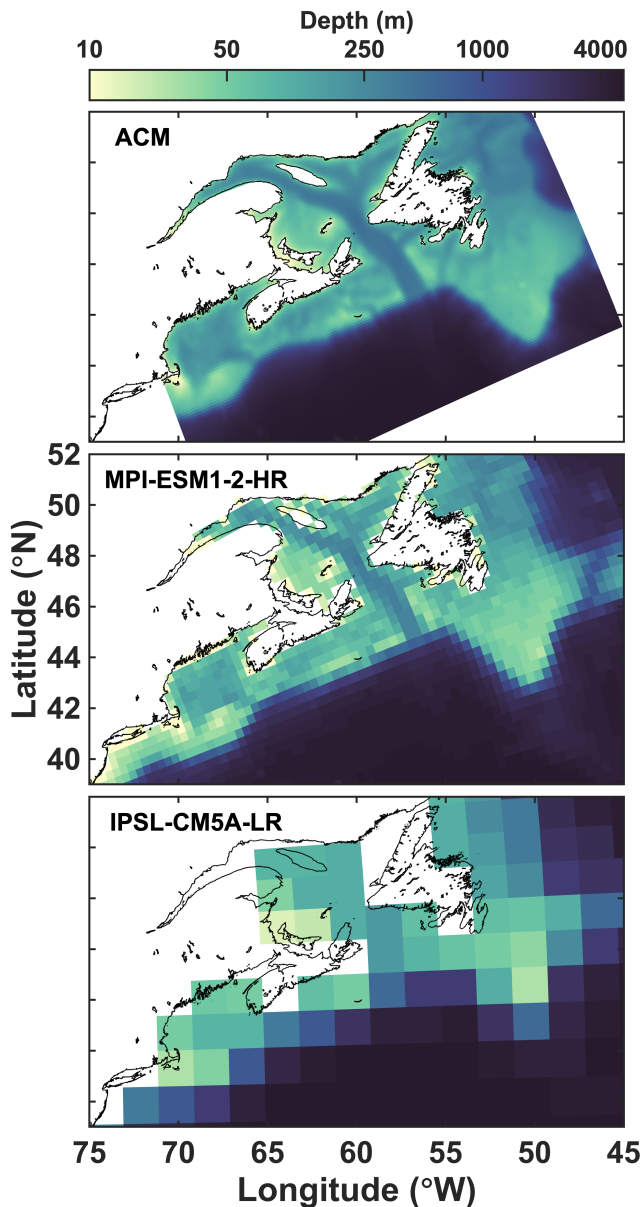 Depth (m)
10 50 250 1000 4000
ACM
52
MPI-ESM1-2-HR
50
48
46
44
42
40
Latitude (°N)
IPSL-CM5A-LR
75 70 65 60 55 50 45
Longitude (°W)